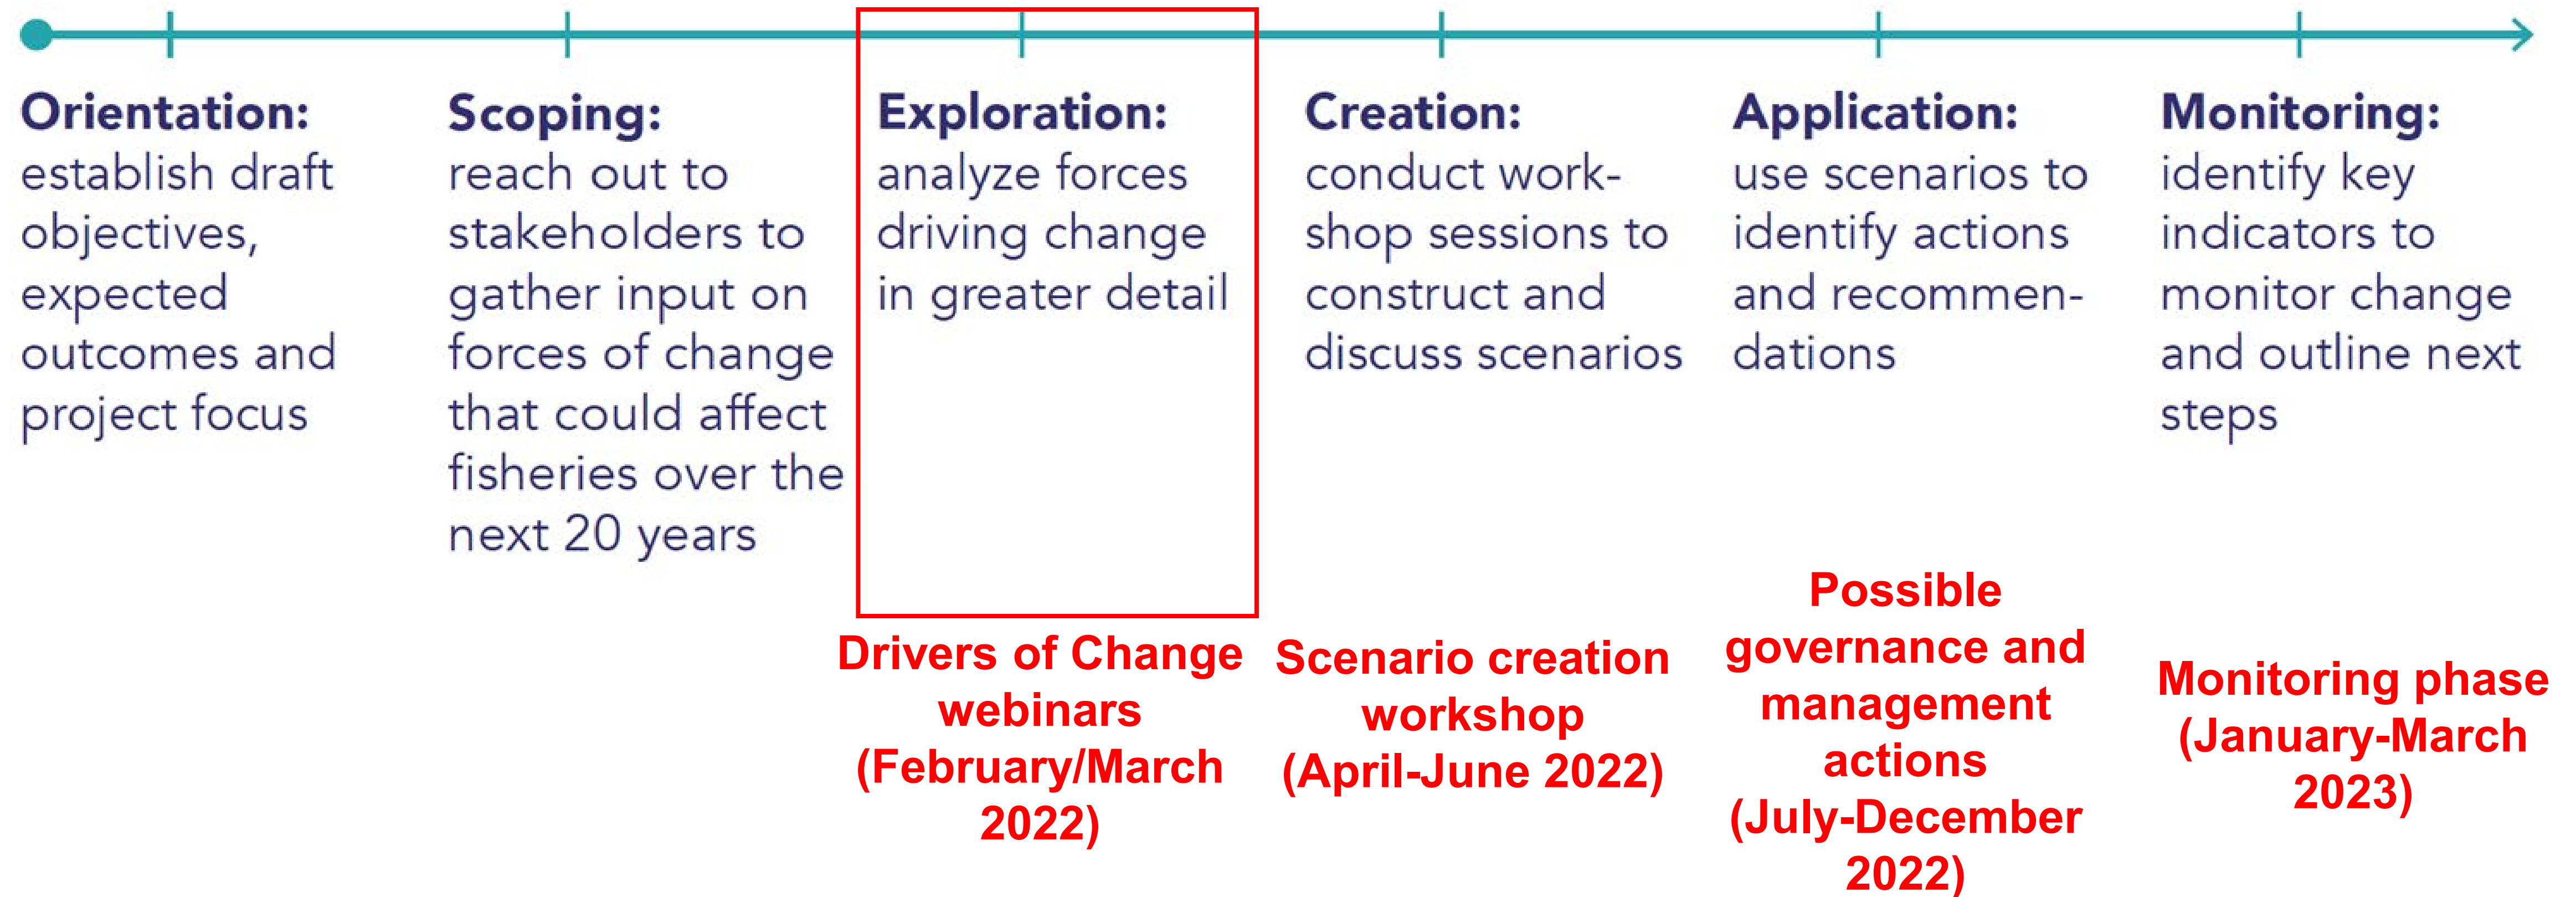 Orientation:
establish draft
objectives,
expected
outcomes and
project focus
Scoping:
reach out to
stakeholders to
gather input on
forces of change
that could affect
fisheries over the
next 20 years
Exploration:
analyze forces
driving change
in greater detail
Creation:
conduct work-
shop sessions to
construct and
discuss scenarios
Application:
use scenarios to
identify actions
and recommen-
dations
Monitoring:
identify key
indicators to
monitor change
and outline next
steps
Drivers of Change
webinars
(February/March
2022)
Scenario creation
workshop
(April-June 2022)
Possible
governance and
management
actions
(July-December
2022)
Monitoring phase
(January-March
2023)